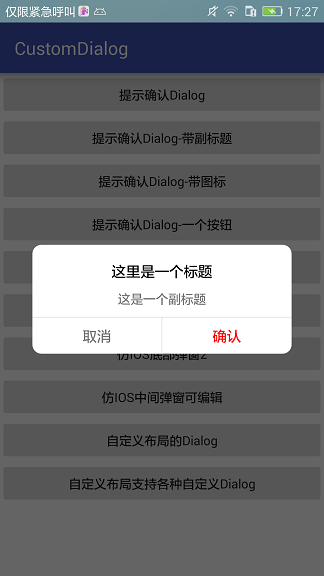 仅限紧急呼叫 17:27
CustomDialog
提示确认Dialog
提示确认Dialog-带副标题
提示确认Dialog-带图标
提示确认Dialog-一个按钮
这里是一个标题
这是一个副标题
取消 确认
仿IOS底部弹窗2
仿IOS中间弹窗可编辑
自定义布局的Dialog
自定义布局支持各种自定义Dialog